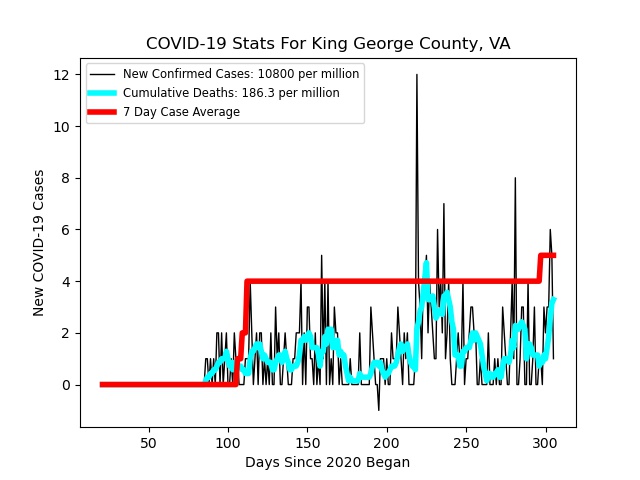 COVID-19 Stats For King George County, VA
New Confirmed Cases: 10800 per million
Cumulative Deaths: 186.3 per million
7 Day Case Average
12
10
8
6
4
2
0
New COVID-19 Cases
50 100 150 200 250 300
Days Since 2020 Began